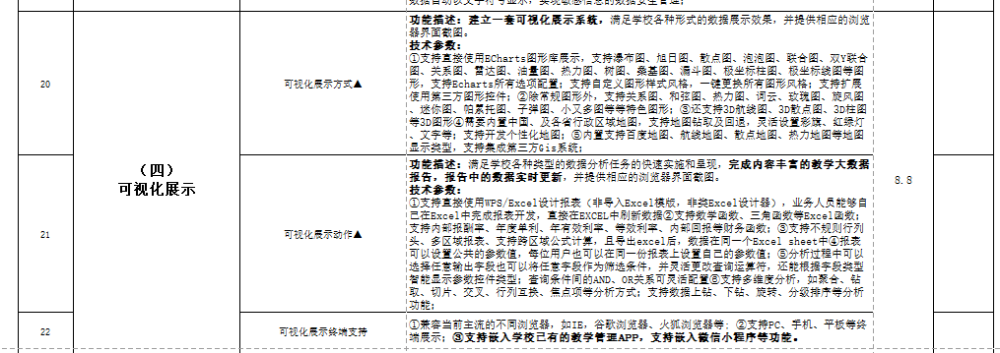 功能描述：建立一套可视化展示系统，满足学校各种形式的数据展示效果，并提供相应的浏览
器界面截图。
技术参数：
①支持直接使用ECharts图形库展示，支持瀑布图、旭日图、散点图、泡泡图、联合图、双Y联合
图、关系图、雷达图、油量图、热力图、树图、桑基图、漏斗图、极坐标柱图、极坐标线图等图
形，支持Echarts所有选项配置；支持自定义图形样式风格，一键更换所有图形风格；支持扩展
使用第三方图形控件；②除常规图形外，支持关系图、和弦图、热力图、词云、玫瑰图、旋风图
、迷你图、帕累托图、子弹图、小叉多图等等特色图形；③还支持3D航线图、3D散点图、3D柱图
等3D图形④需要内置中国、及各省行政区域地图，支持地图钻取及回退，灵活设置彩旗、红绿灯
、文字等；支持开发个性化地图；⑤内置支持百度地图、航线地图、散点地图、热力地图等地图
显示类型，支持集成第三方Gis系统；
20
可视化展示方式▲
（四）
可视化展示
8.8
功能描述：满足学校各种类型的数据分析任务的快速实施和呈现，完成内容丰富的教学大数据
报告，报告中的数据实时更新，并提供相应的浏览器界面截图。
技术参数：
①支持直接使用WPS/Excel设计报表（非导入Excel模版，非类Excel设计器），业务人员能够自
己在Excel中完成报表开发，直接在EXCEL中刷新数据②支持数学函数、三角函数等Excel函数；
支持内部报酬率、年度单利、年有效利率、等效利率、内部回报等财务函数；③支持不规则行列
头、多区域报表、支持跨区域公式计算，且导出excel后，数据在同一个Excel sheet中④报表
可以设置公共的参数值，每位用户也可以在同一份报表上设置自己的参数值；⑤分析过程中可以
选择任意输出字段也可以将任意字段作为筛选条件，并灵活更改查询运算符，还能根据字段类型
智能显示参数控件类型；查询条件间的AND、OR关系可灵活配置⑥支持多维度分析，如聚合、钻
取、切片、交叉、行列互换、焦点项等分析方式；支持数据上钻、下钻、旋转、分级排序等分析
功能；
21
可视化展示动作▲
22
可视化展示终端支持
①兼容当前主流的不同浏览器，如IE，谷歌浏览器、火狐浏览器等；②支持PC、手机、平板等终
端展示；③支持嵌入学校已有的教学管理APP，支持嵌入微信小程序等功能。